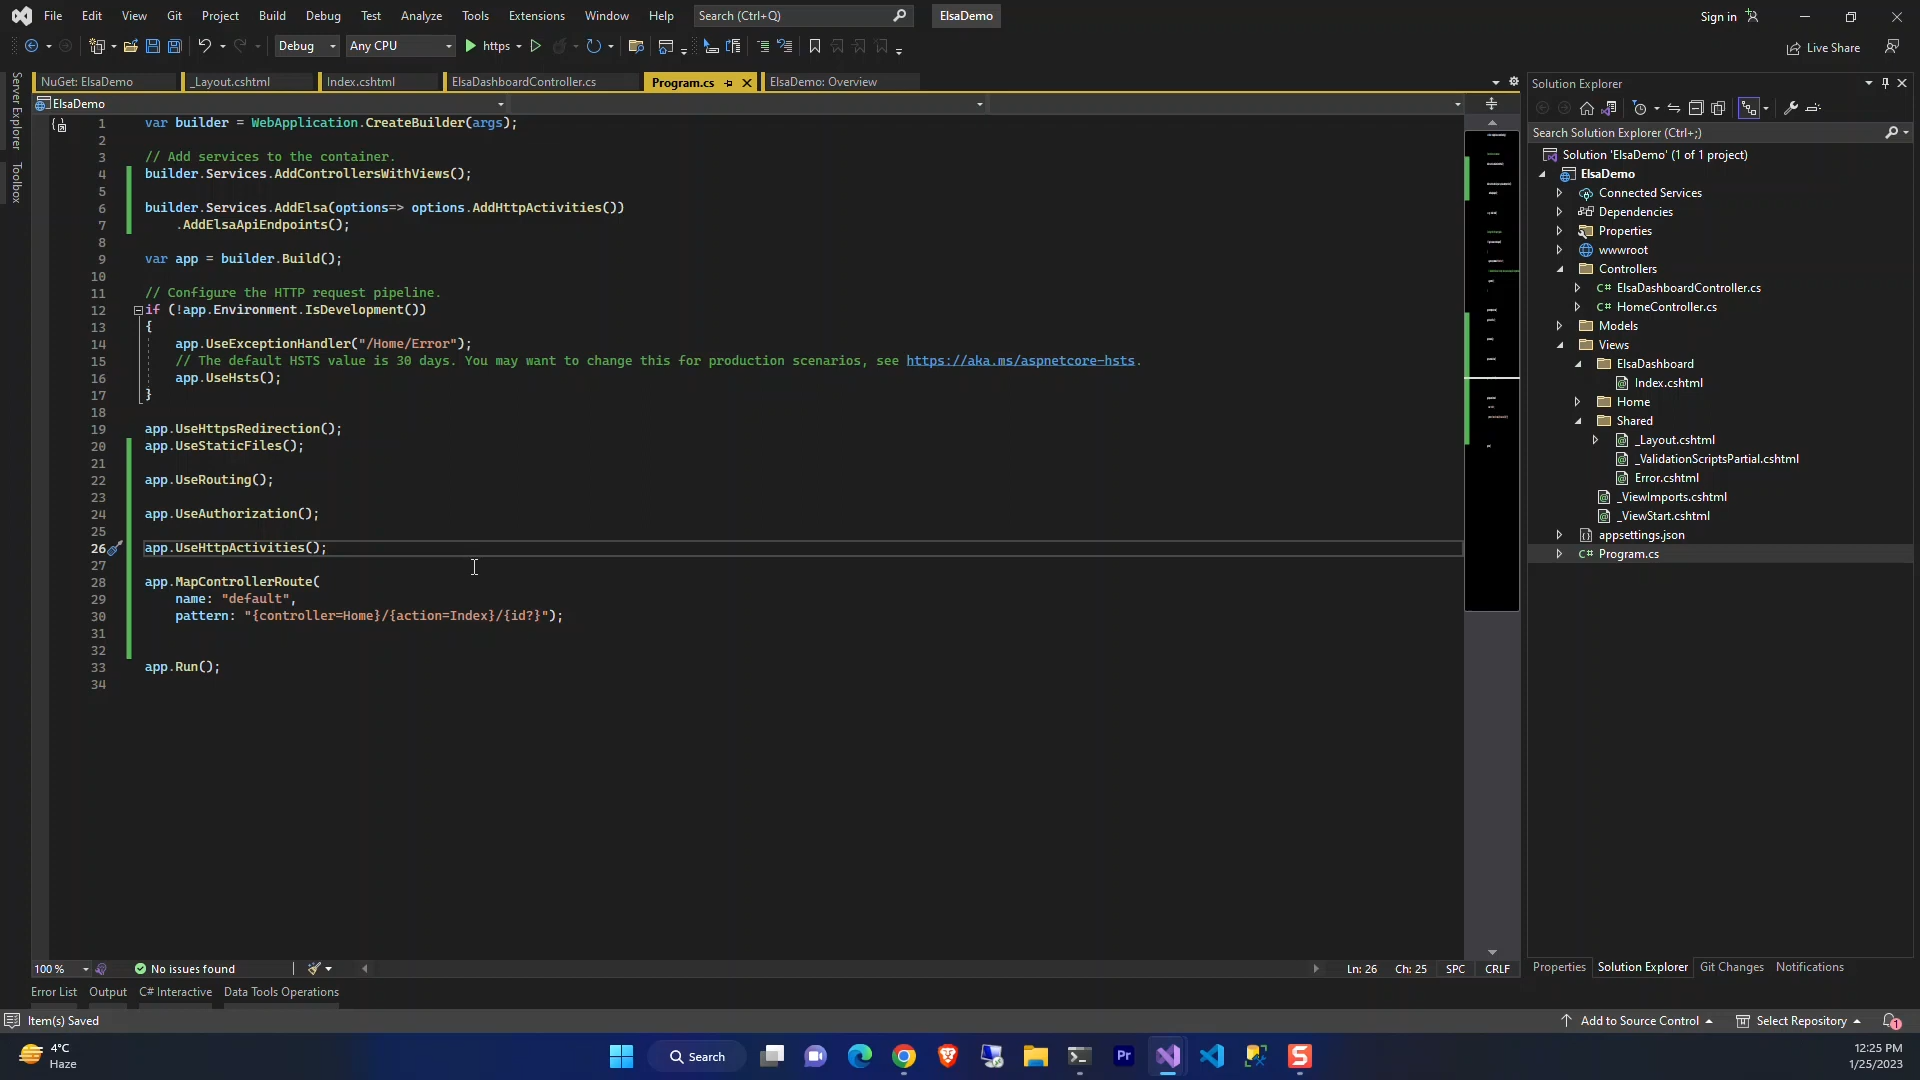 File Edit View Git Project Build Debug Test Analyze Tools Extensions Window Help Search (Ctrl+Q) ElsaDemo Sign in
Debug Any CPU https Live Share
NuGet: ElsaDemo _Layout.cshtml Index.cshtml ElsaDashboardController.cs Program.cs ElsaDemo: Overview
ElsaDemo
Server Explorer
Toolbox
1 var builder = WebApplication.CreateBuilder(args);
2
3 // Add services to the container.
4 builder.Services.AddControllersWithViews();
5
6 builder.Services.AddElsa(options=> options.AddHttpActivities())
7 .AddElsaApiEndpoints();
8
9 var app = builder.Build();
10
11 // Configure the HTTP request pipeline.
12 if (!app.Environment.IsDevelopment())
13 {
14 app.UseExceptionHandler("/Home/Error");
15 // The default HSTS value is 30 days. You may want to change this for production scenarios, see https://aka.ms/aspnetcore-hsts.
16 app.UseHsts();
17 }
18
19 app.UseHttpsRedirection();
20 app.UseStaticFiles();
21
22 app.UseRouting();
23
24 app.UseAuthorization();
25
26 app.UseHttpActivities();
27
28 app.MapControllerRoute(
29 name: "default",
30 pattern: "{controller=Home}/{action=Index}/{id?}");
31
32
33 app.Run();
34
100 % No issues found Ln: 26 Ch: 25 SPC CRLF
Solution Explorer
Search Solution Explorer (Ctrl+;)
Solution 'ElsaDemo' (1 of 1 project)
ElsaDemo
Connected Services
Dependencies
Properties
wwwroot
Controllers
C# ElsaDashboardController.cs
C# HomeController.cs
Models
Views
ElsaDashboard
Index.cshtml
Home
Shared
_Layout.cshtml
_ValidationScriptsPartial.cshtml
Error.cshtml
_ViewImports.cshtml
_ViewStart.cshtml
appsettings.json
C# Program.cs
Properties Solution Explorer Git Changes Notifications
Error List Output C# Interactive Data Tools Operations
Item(s) Saved Add to Source Control Select Repository 1
4°C
Haze
Search
Pr
S
12:25 PM
1/25/2023